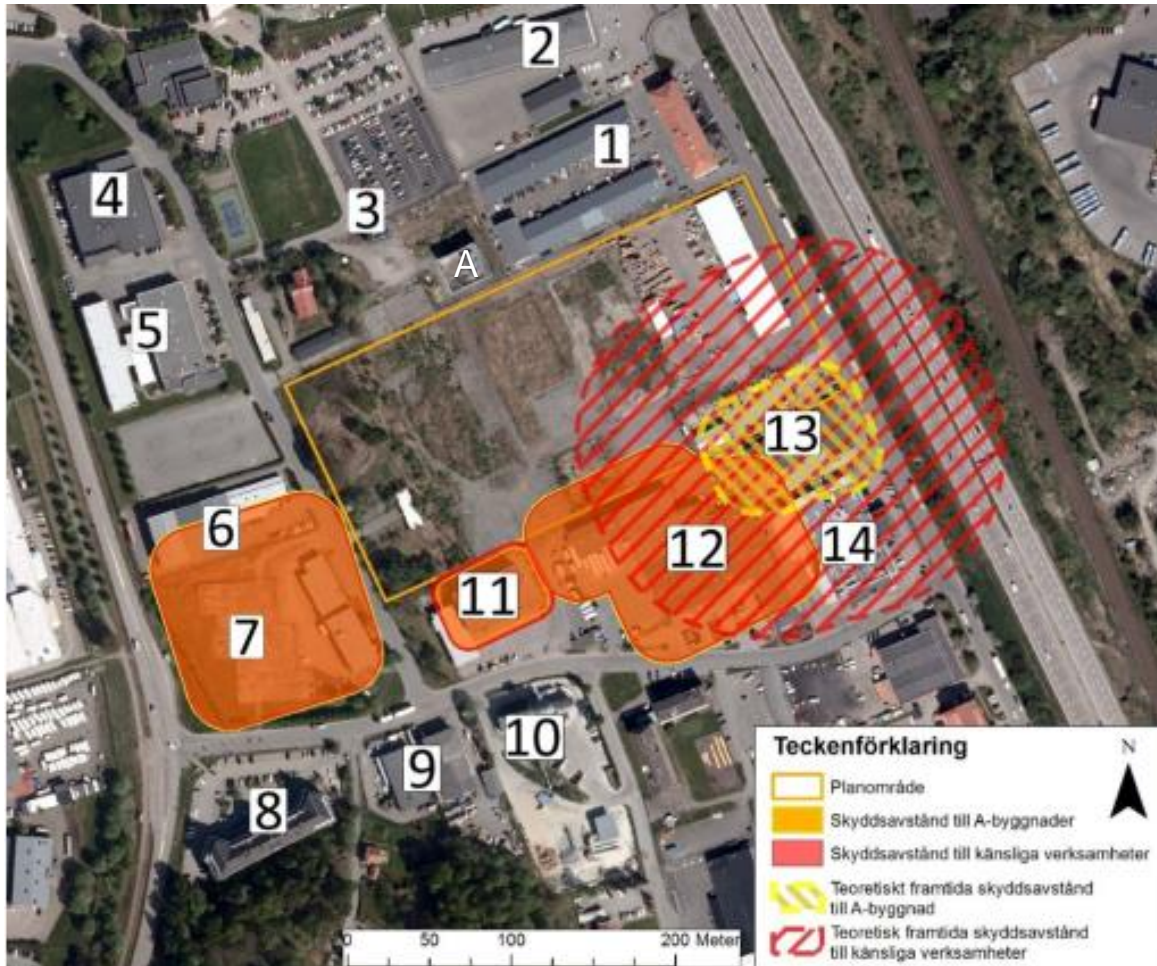 2
1
4
3
A
5
13
6
12
14
11
7
10
9
8
Teckenförklaring
N
Planområde
Skyddsavstånd till A-byggnader
Skyddsavstånd till känsliga verksamheter
Teoretiskt framtida skyddsavstånd
till A-byggnad
Teoretisk framtida skyddsavstånd
till känsliga verksamheter
0 50 100 200 Meter